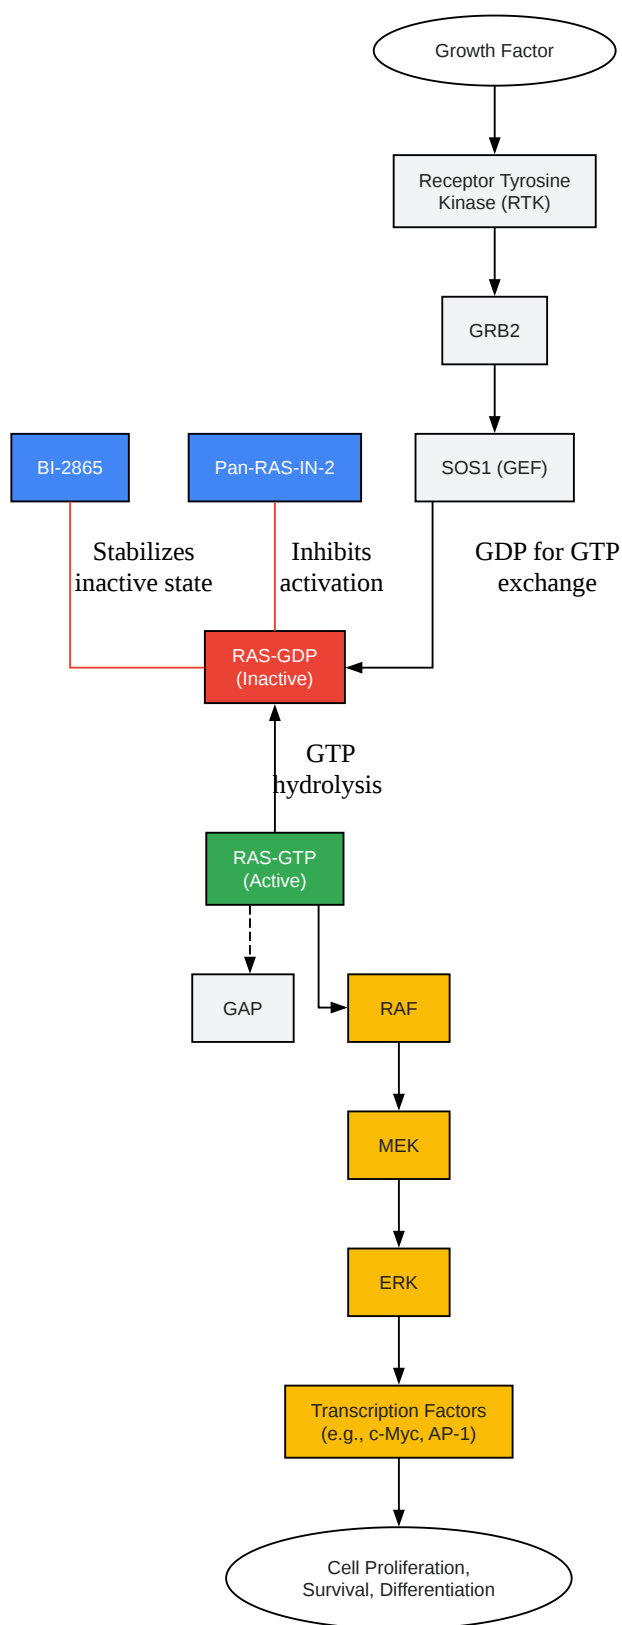 Growth Factor
Receptor Tyrosine
Kinase (RTK)
GRB2
BI-2865
Pan-RAS-IN-2
SOS1 (GEF)
Stabilizes
inactive state
Inhibits
activation
GDP for GTP
exchange
RAS-GDP
(Inactive)
GTP
hydrolysis
RAS-GTP
(Active)
GAP
RAF
MEK
ERK
Transcription Factors
(e.g., c-Myc, AP-1)
Cell Proliferation,
Survival, Differentiation